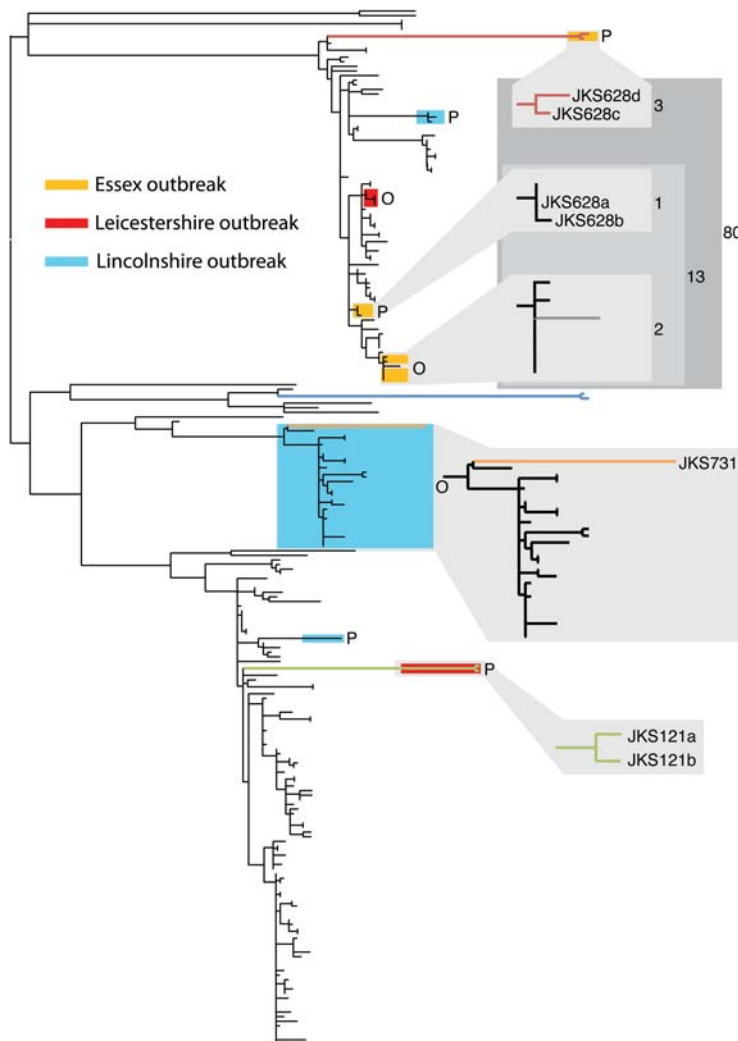 P
JKS628d
JKS628c
3
P
Essex outbreak
Leicestershire outbreak
Lincolnshire outbreak
O
JKS628a
JKS628b
1
80
13
P
2
O
O
JKS731
P
P
JKS121a
JKS121b